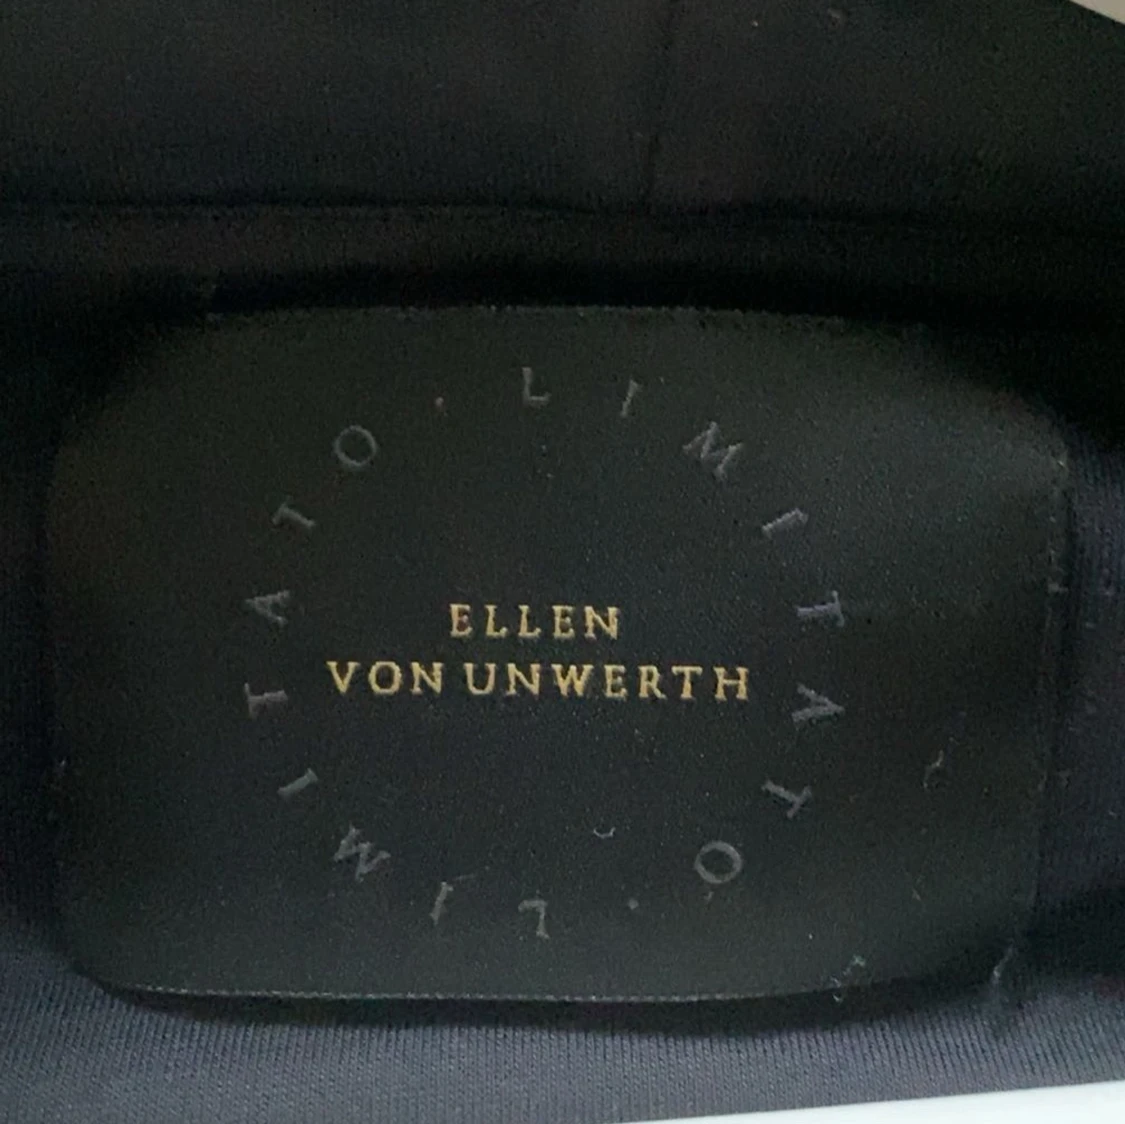 LIMITATO · LIMITATO ·
ELLEN
VON UNWERTH